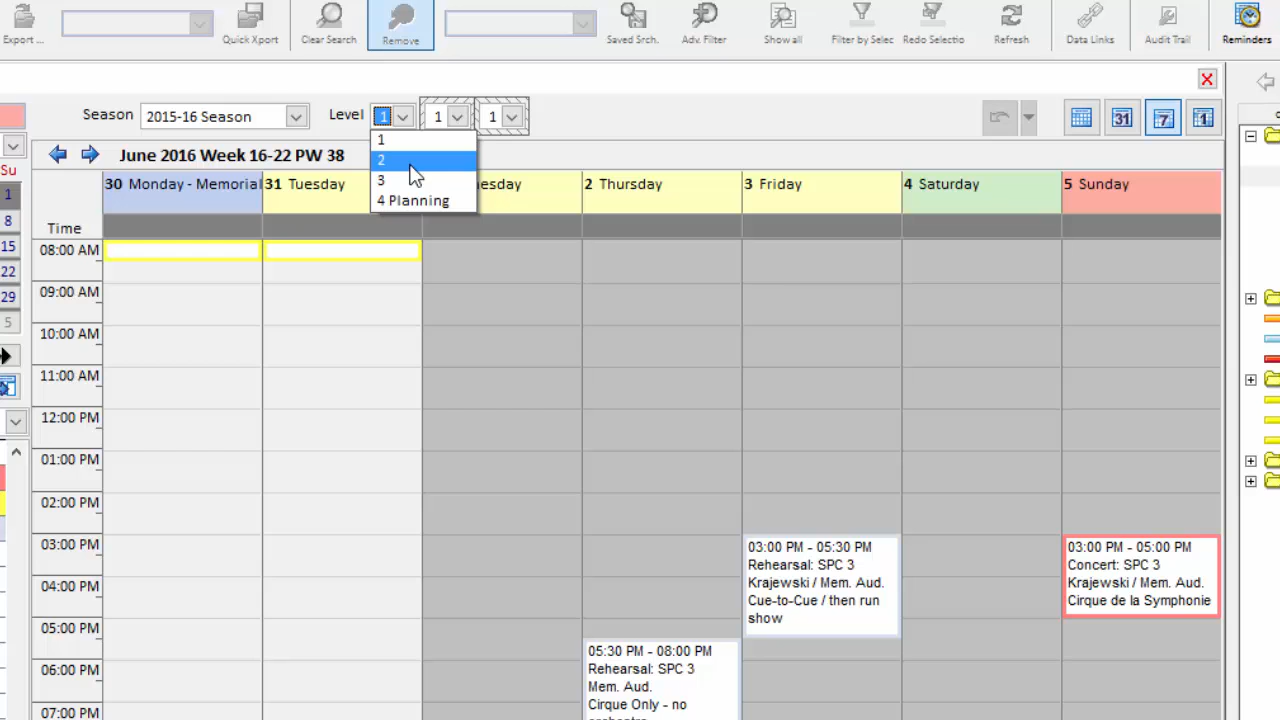 Export ...
Quick Xport
Clear Search
Remove
Saved Srch.
Adv. Filter
Show all
Filter by Selec
Redo Selectio
Refresh
Data Links
Audit Trail
Reminders
Season 2015-16 Season Level 1 1 1
31 7 1
1
2
3
4 Planning
June 2016 Week 16-22 PW 38
Su
1
8
15
22
29
5
30 Monday - Memorial
31 Tuesday
esday
2 Thursday
3 Friday
4 Saturday
5 Sunday
Time
08:00 AM
09:00 AM
10:00 AM
11:00 AM
12:00 PM
01:00 PM
02:00 PM
03:00 PM
04:00 PM
05:00 PM
06:00 PM
07:00 PM
05:30 PM - 08:00 PM
Rehearsal: SPC 3
Mem. Aud.
Cirque Only - no
orchestra
03:00 PM - 05:30 PM
Rehearsal: SPC 3
Krajewski / Mem. Aud.
Cue-to-Cue / then run
show
03:00 PM - 05:00 PM
Concert: SPC 3
Krajewski / Mem. Aud.
Cirque de la Symphonie